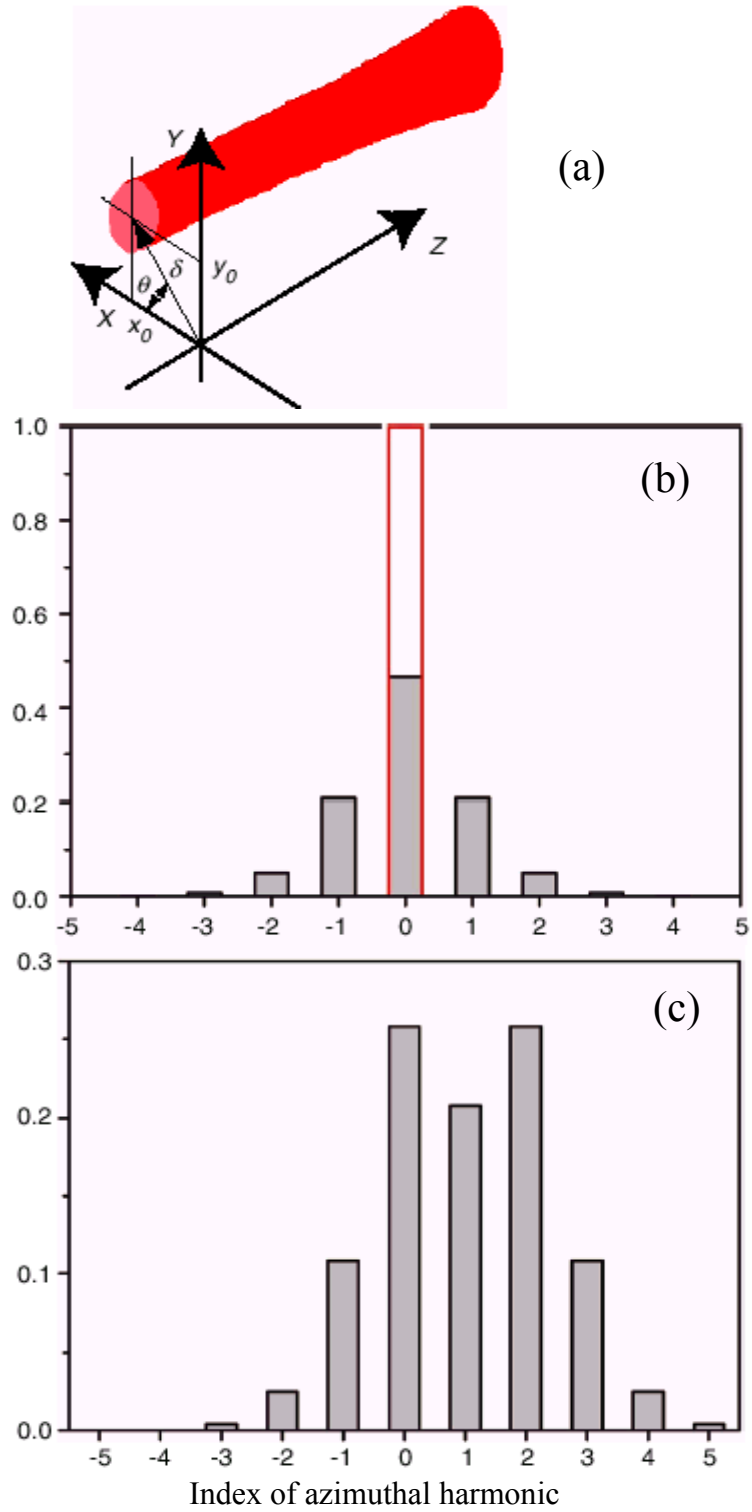 (a)
Y
Z
θ
δ
y0
X
x0
1.0
(b)
0.8
0.6
0.4
0.2
0.0
-5 -4 -3 -2 -1 0 1 2 3 4 5
0.3
(c)
0.2
0.1
0.0
-5 -4 -3 -2 -1 0 1 2 3 4 5
Index of azimuthal harmonic